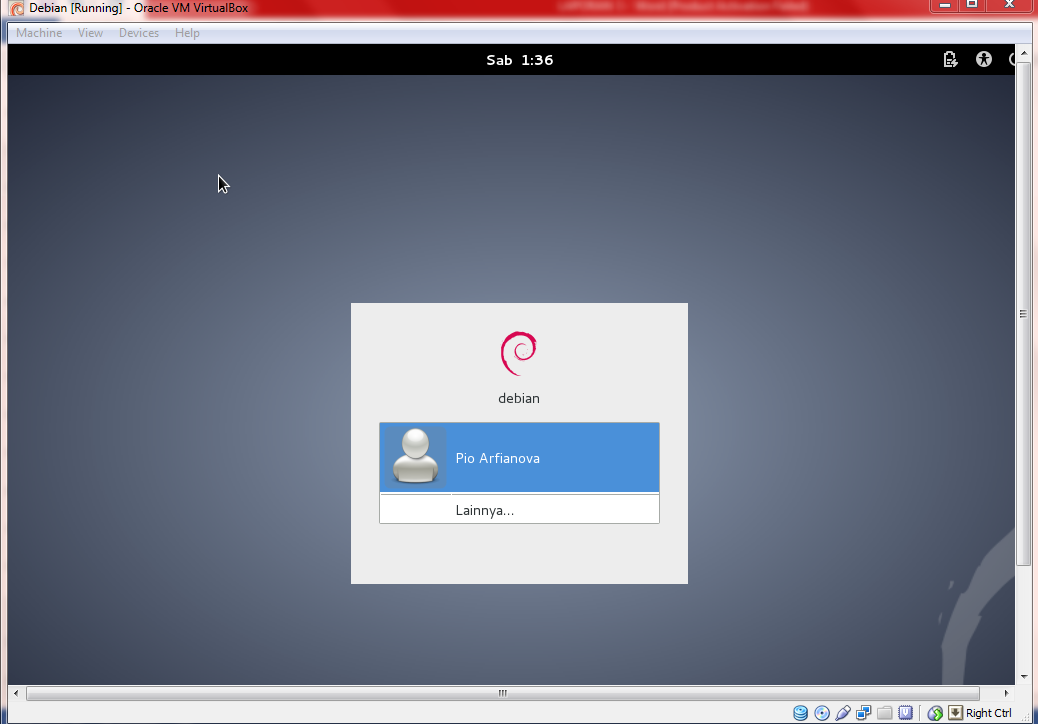 Debian [Running] - Oracle VM VirtualBox
Machine View Devices Help
Sab 1:36
debian
Pio Arfianova
Lainnya...
Right Ctrl